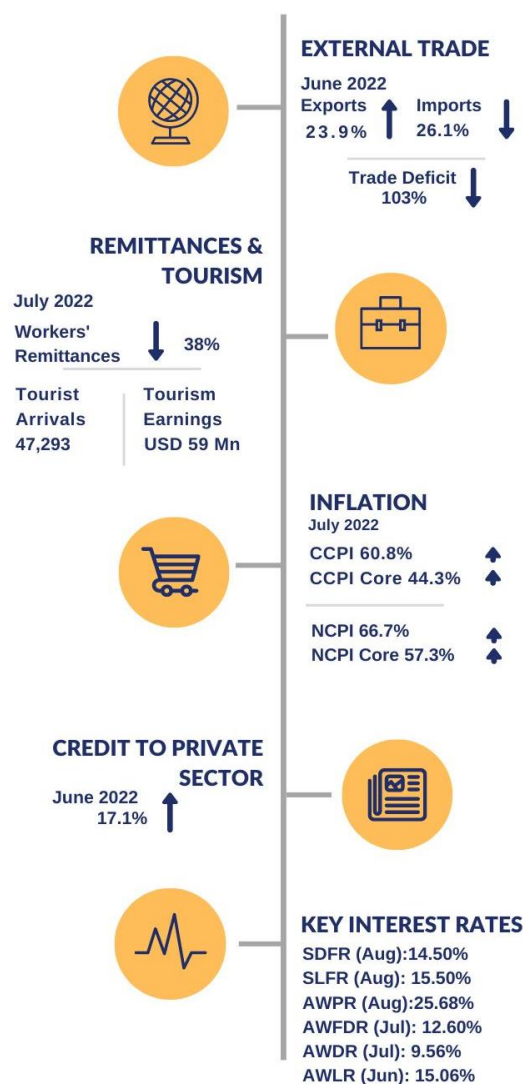 EXTERNAL TRADE
June 2022
Exports Imports
23.9% 26.1%
Trade Deficit
103%
REMITTANCES &
TOURISM
July 2022
Workers'
Remittances
38%
Tourist
Arrivals
47,293
Tourism
Earnings
USD 59 Mn
INFLATION
July 2022
CCPI 60.8%
CCPI Core 44.3%
NCPI 66.7%
NCPI Core 57.3%
CREDIT TO PRIVATE
SECTOR
June 2022
17.1%
KEY INTEREST RATES
SDFR (Aug):14.50%
SLFR (Aug): 15.50%
AWPR (Aug):25.68%
AWFDR (Jul): 12.60%
AWDR (Jul): 9.56%
AWLR (Jun): 15.06%